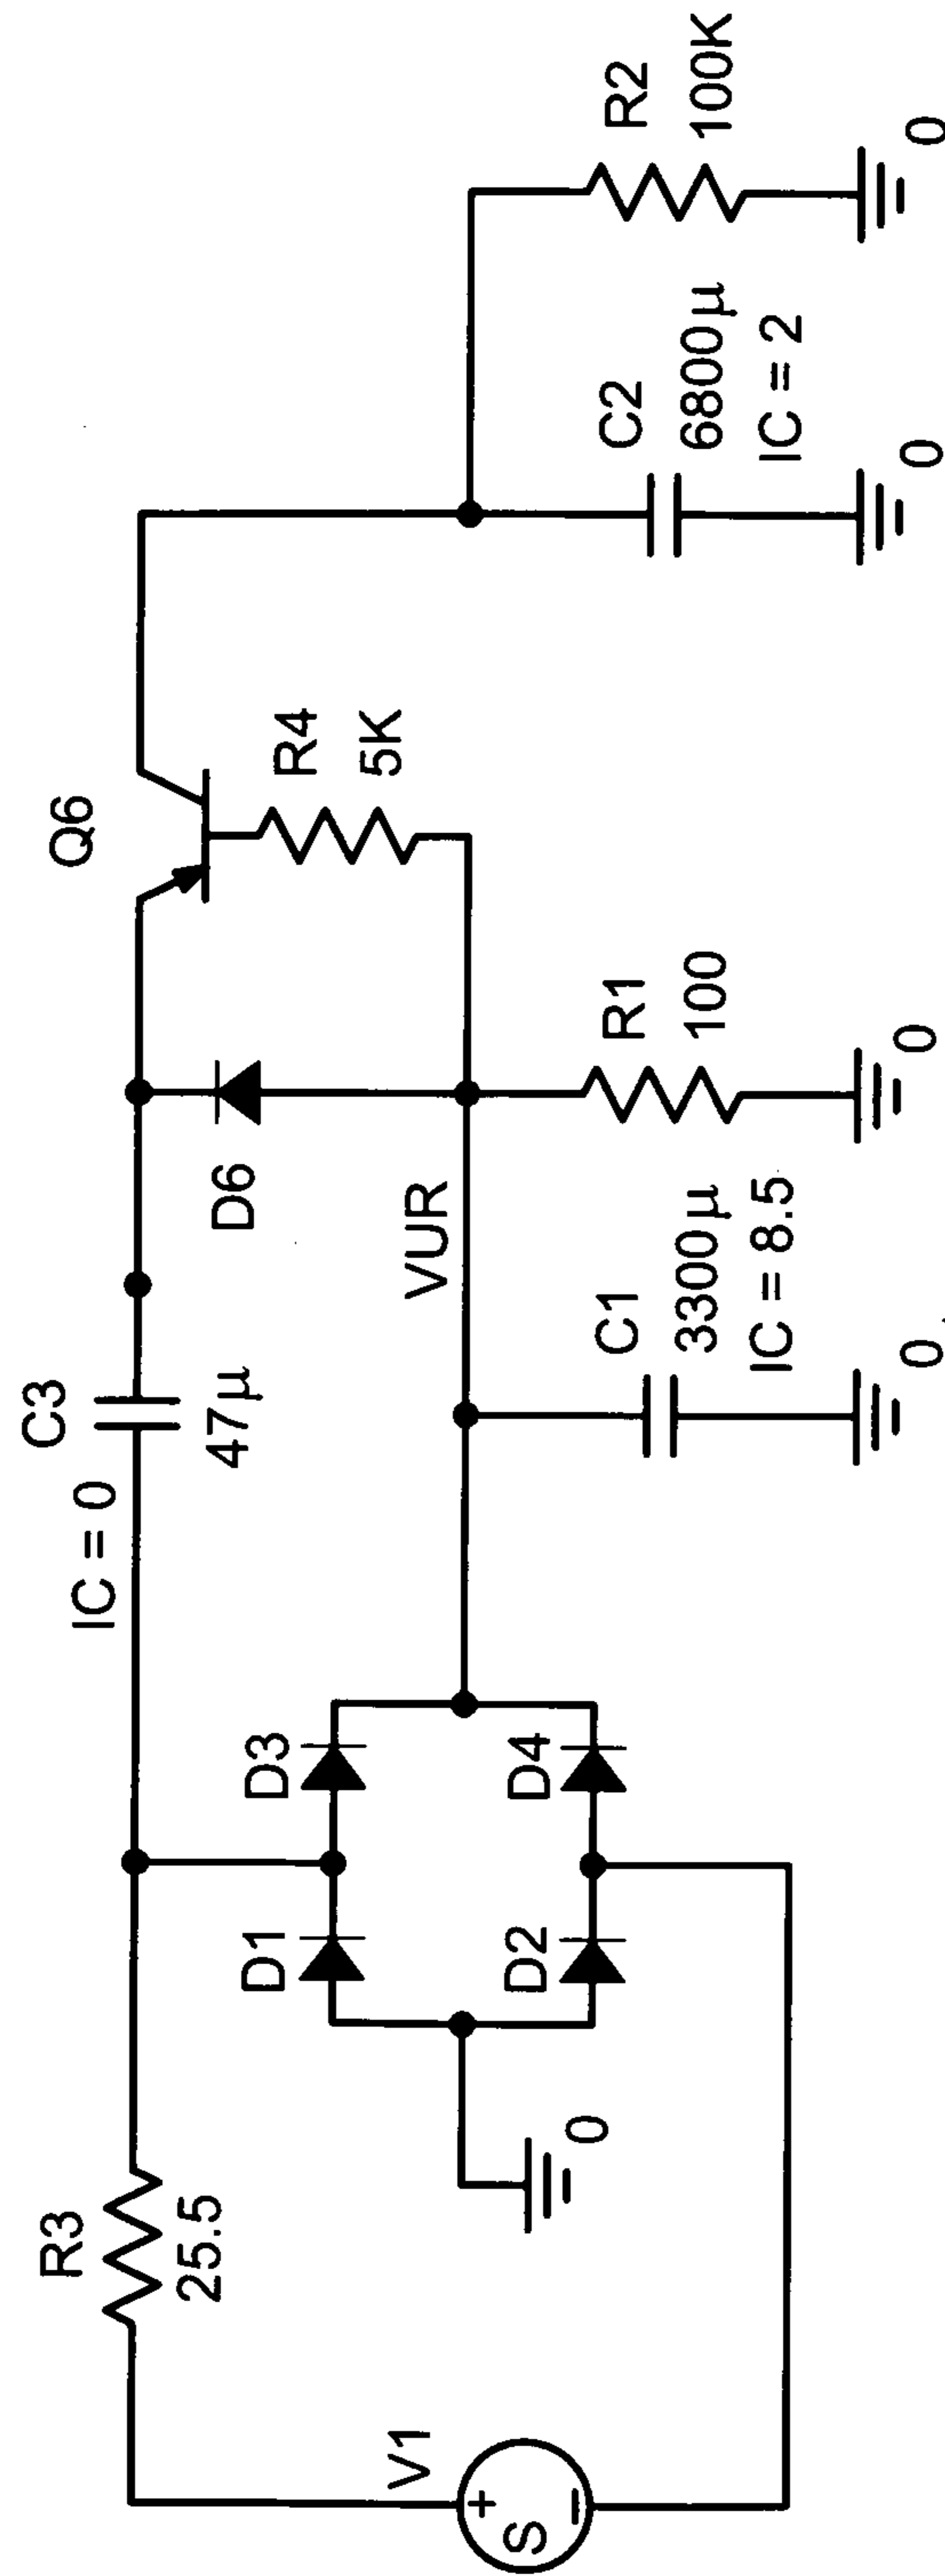 V1
S
+
−
R3
25.5
0
D1
D3
D2
D4
IC = 0
C3
47µ
VUR
D6
C1
3300µ
IC = 8.5
0
R1
100
0
Q6
R4
5K
C2
6800µ
IC = 2
0
R2
100K
0